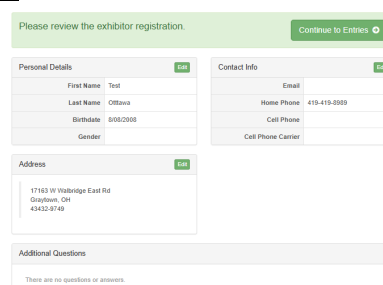 Please review the exhibitor registration.
Continue to Entries
Personal Details
Edit
First Name Test
Last Name Otttawa
Birthdate 8/08/2008
Gender
Contact Info
Email
Home Phone 419-419-8989
Cell Phone
Cell Phone Carrier
Address
Edit
17163 W Walbridge East Rd
Graytown, OH
43432-9749
Additional Questions
There are no questions or answers